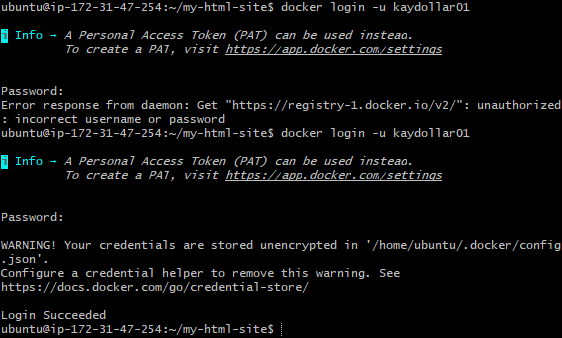 ubuntu@ip-172-31-47-254:~/my-html-site$ docker login -u kaydollar01
i Info → A Personal Access Token (PAT) can be used instead.
To create a PAT, visit https://app.docker.com/settings
Password:
Error response from daemon: Get "https://registry-1.docker.io/v2/": unauthorized
: incorrect username or password
ubuntu@ip-172-31-47-254:~/my-html-site$ docker login -u kaydollar01
i Info → A Personal Access Token (PAT) can be used instead.
To create a PAT, visit https://app.docker.com/settings
Password:
WARNING! Your credentials are stored unencrypted in '/home/ubuntu/.docker/config
.json'.
Configure a credential helper to remove this warning. See
https://docs.docker.com/go/credential-store/
Login Succeeded
ubuntu@ip-172-31-47-254:~/my-html-site$